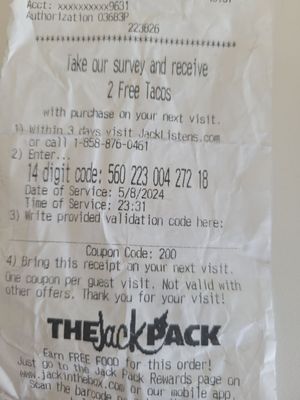 Acct: xxxxxxxxxx9631
Authorization 03683P
223826
Take our survey and receive
2 Free Tacos
with purchase on your next visit.
1) Within 3 days visit JackListens.com
or call 1-858-876-0461
2) Enter...
14 digit code: 560 223 004 272 18
Date of Service: 5/8/2024
Time of Service: 23:31
3) Write provided validation code here:
Coupon Code: 200
4) Bring this receipt on your next visit.
One coupon per guest visit. Not valid with
other offers. Thank you for your visit!
THE Jack PACK
Earn FREE FOOD for this order!
Just go to the Jack Pack Rewards page on
www.jackinthebox.com or our mobile app.
Scan the barcode